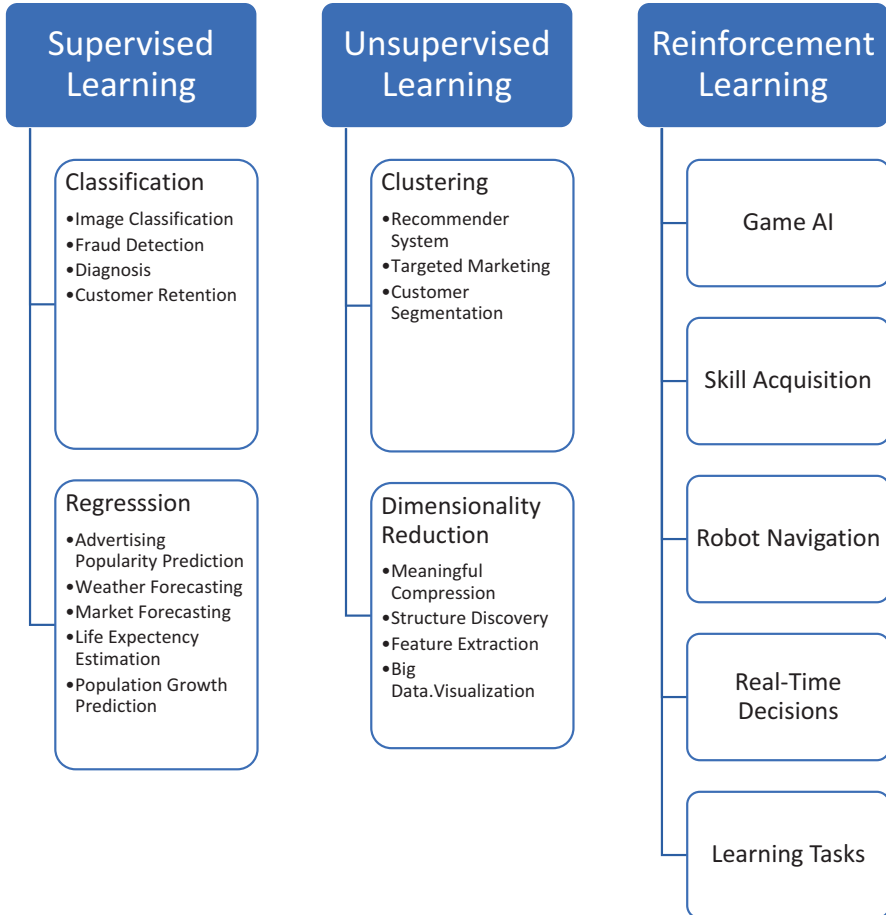 Supervised
Learning
Classification
•Image Classification
•Fraud Detection
•Diagnosis
•Customer Retention
Regresssion
•Advertising
Popularity Prediction
•Weather Forecasting
•Market Forecasting
•Life Expectency
Estimation
•Population Growth
Prediction
Unsupervised
Learning
Clustering
•Recommender
System
•Targeted Marketing
•Customer
Segmentation
Dimensionality
Reduction
•Meaningful
Compression
•Structure Discovery
•Feature Extraction
•Big
Data.Visualization
Reinforcement
Learning
Game AI
Skill Acquisition
Robot Navigation
Real-Time
Decisions
Learning Tasks